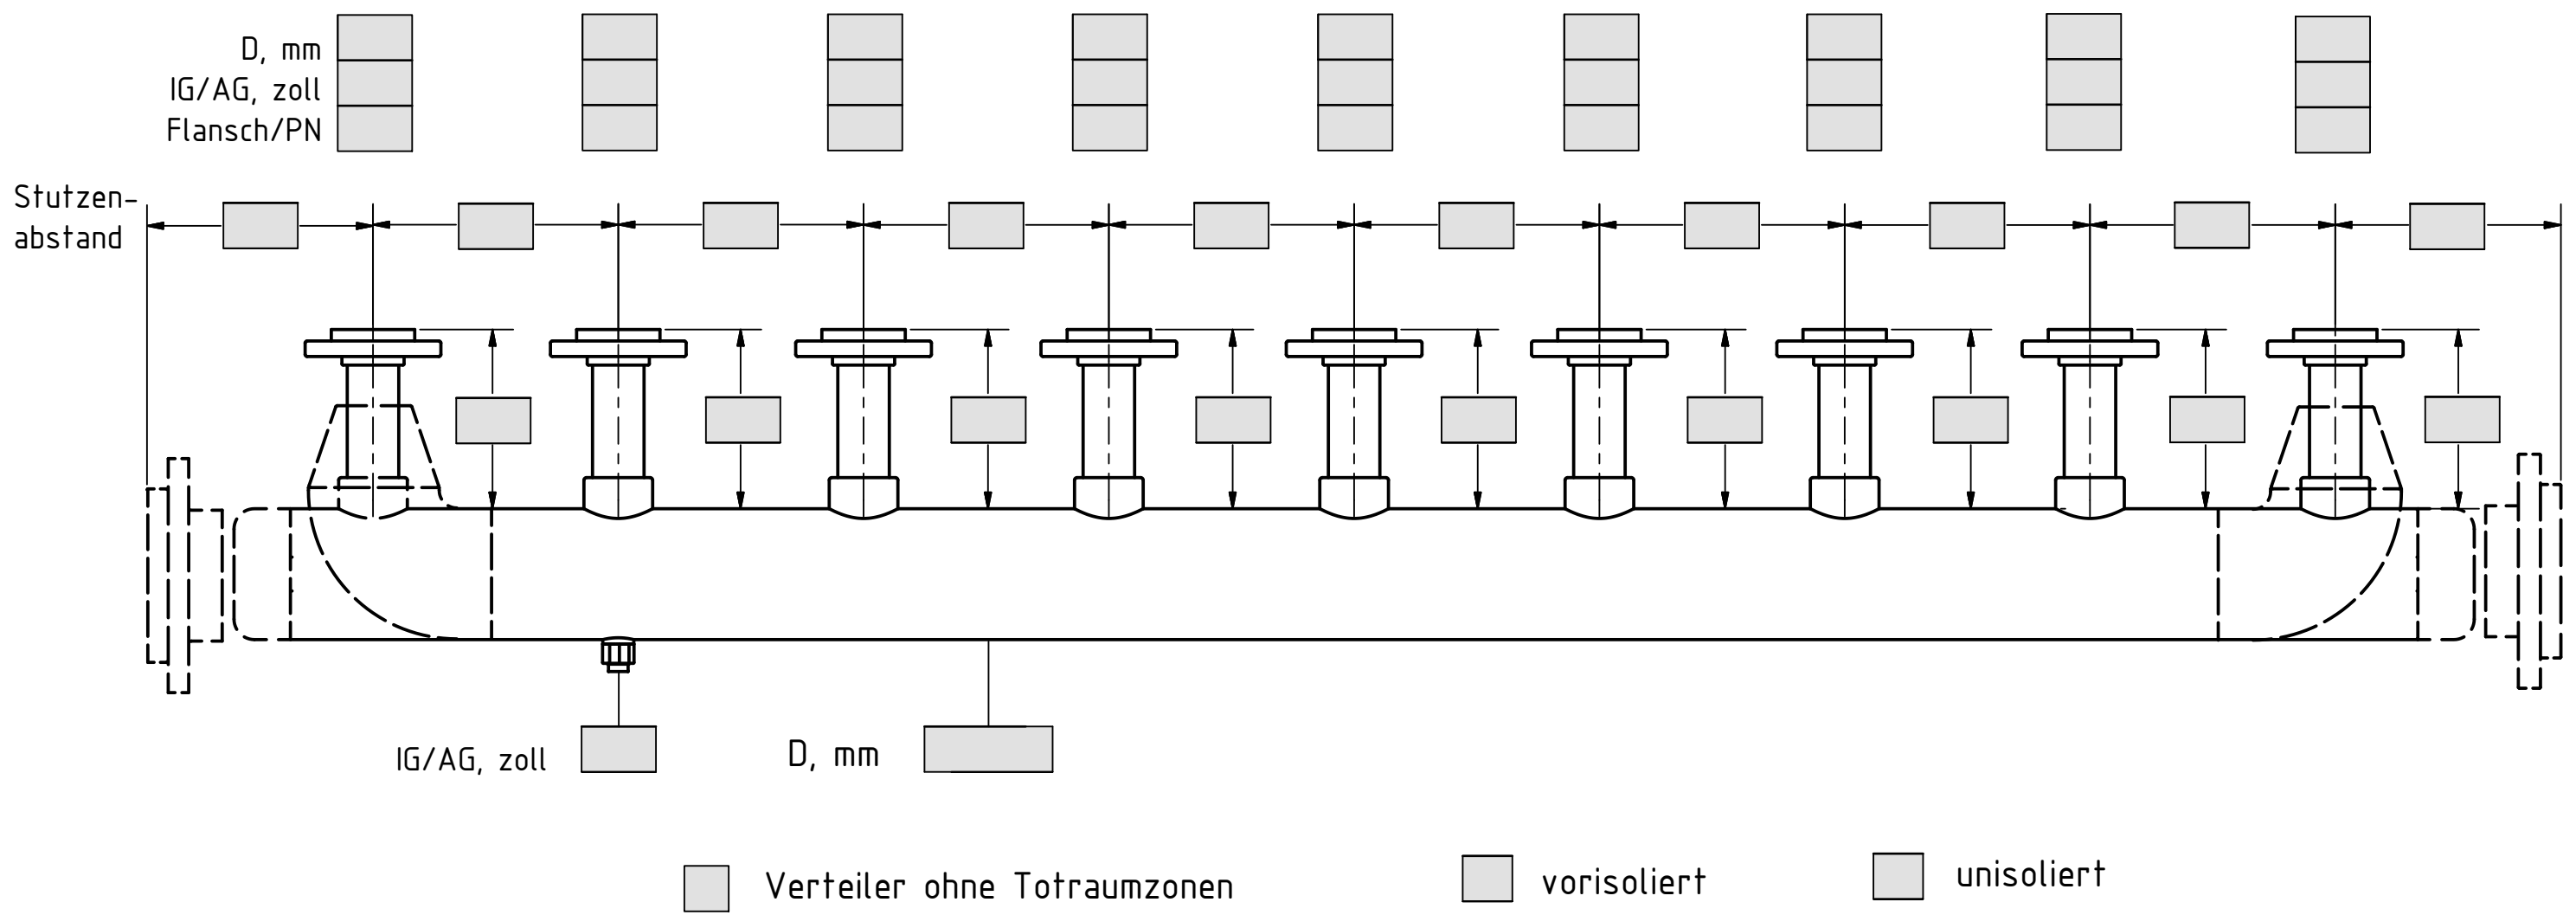 D, mm
IG/AG, zoll
Flansch/PN
Stutzen-
abstand
IG/AG, zoll
D, mm
Verteiler ohne Totraumzonen
vorisoliert
unisoliert